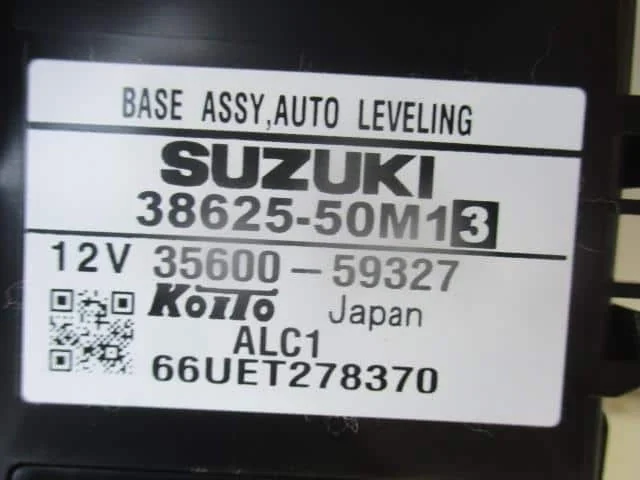 BASE ASSY,AUTO LEVELING
SUZUKI
38625-50M13
12V 35600-59327
KOITO Japan
ALC1
66UET278370